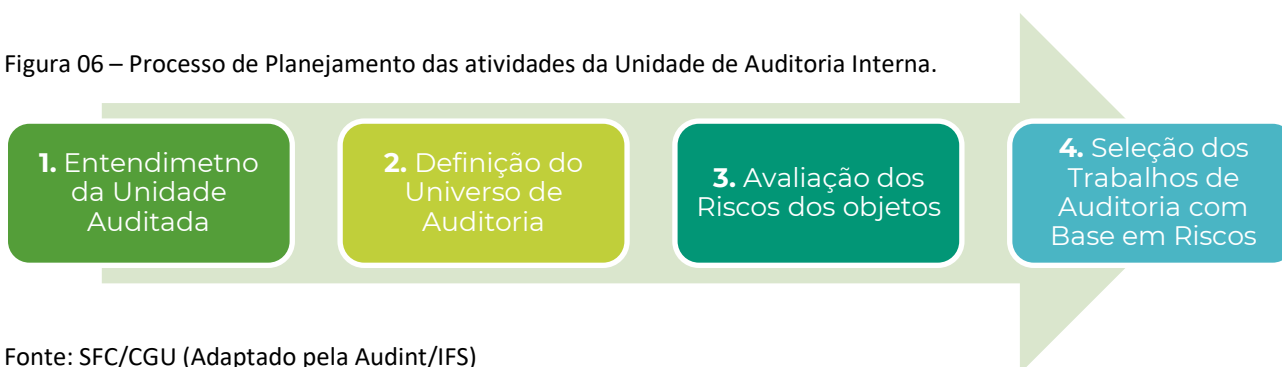 Figura 06 – Processo de Planejamento das atividades da Unidade de Auditoria Interna.
1. Entendimetno
da Unidade
Auditada
2. Definição do
Universo de
Auditoria
3. Avaliação dos
Riscos dos objetos
4. Seleção dos
Trabalhos de
Auditoria com
Base em Riscos
Fonte: SFC/CGU (Adaptado pela Audint/IFS)